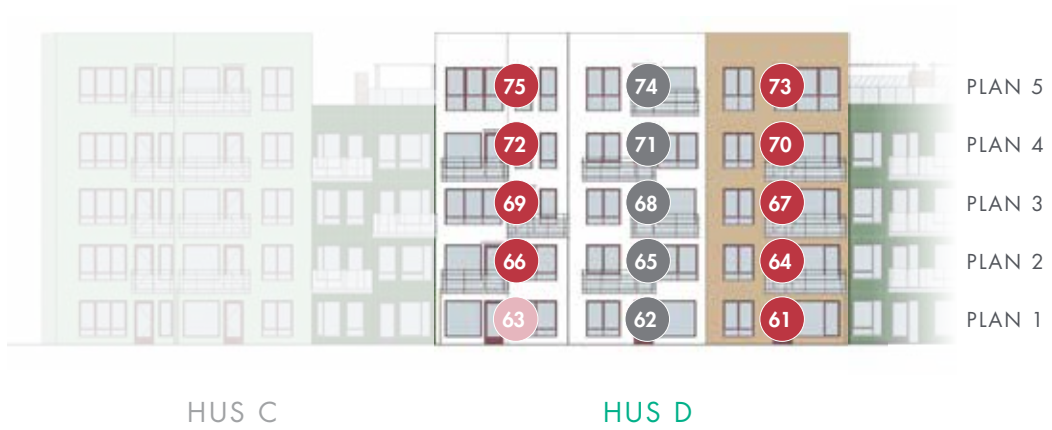 75 74 73 PLAN 5
72 71 70 PLAN 4
69 68 67 PLAN 3
66 65 64 PLAN 2
63 62 61 PLAN 1
HUS C HUS D